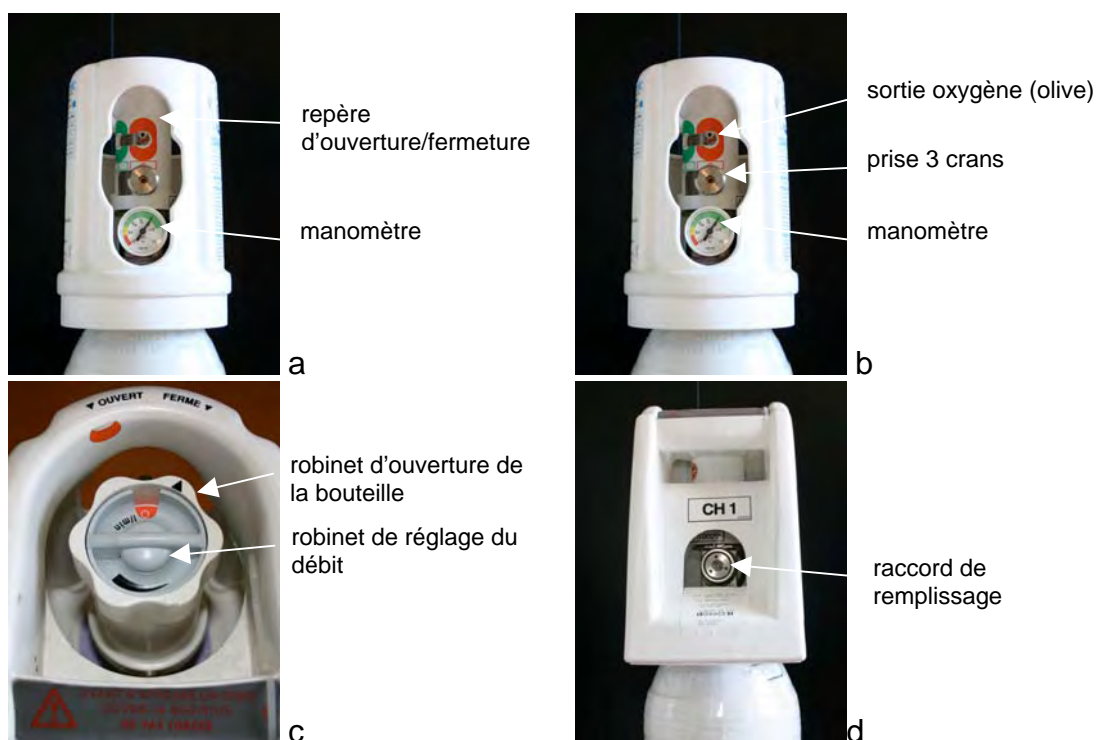 repère
d'ouverture/fermeture
manomètre
a
sortie oxygène (olive)
prise 3 crans
manomètre
b
▼ OUVERT FERME ▼
l/min
robinet d'ouverture de
la bouteille
robinet de réglage du
débit
c
CH 1
raccord de
remplissage
d